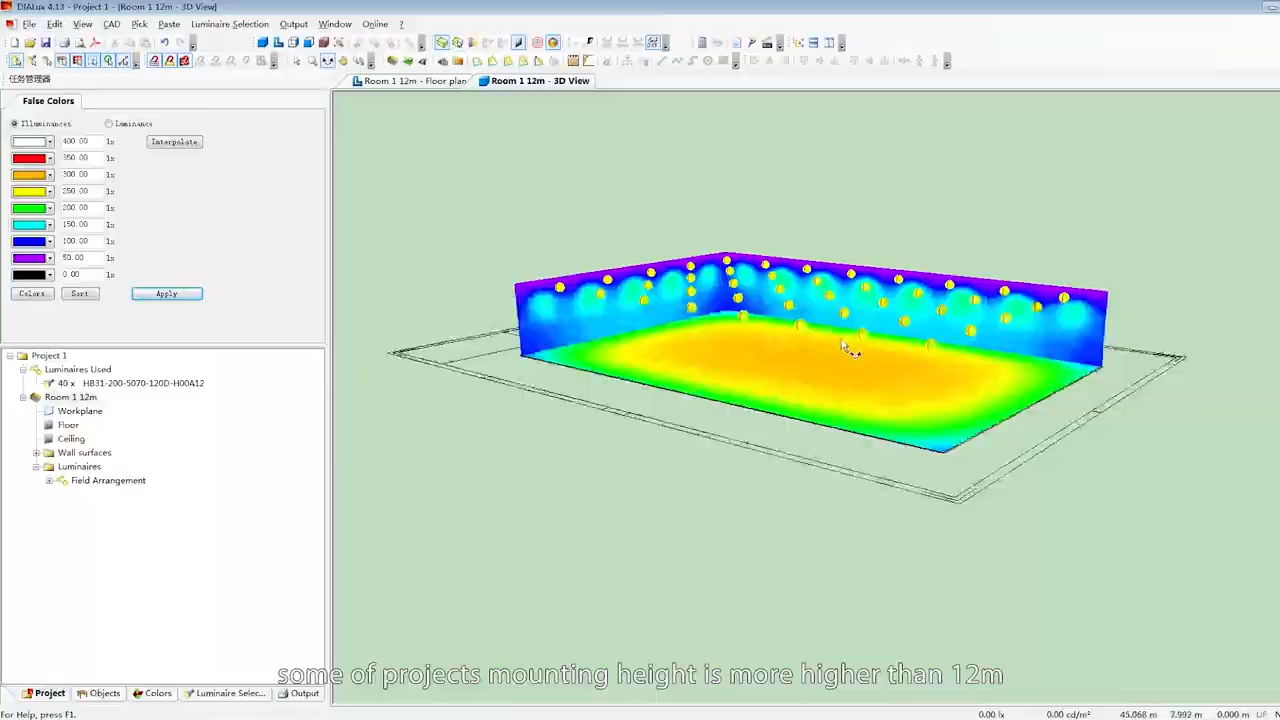 DIALux 4.13 - Project 1 - [Room 1 12m - 3D View]
File Edit View CAD Pick Paste Luminaire Selection Output Window Online ?
任务管理器
Room 1 12m - Floor plan
Room 1 12m - 3D View
False Colors
Illuminances Luminance
400.00 lx Interpolate
350.00 lx
300.00 lx
250.00 lx
200.00 lx
150.00 lx
100.00 lx
50.00 lx
0.00 lx
Colors Sort Apply
Project 1
Luminaires Used
40 x HB31-200-5070-120D-H00A12
Room 1 12m
Workplane
Floor
Ceiling
Wall surfaces
Luminaires
Field Arrangement
some of projects mounting height is more higher than 12m
Project Objects Colors Luminaire Selec... Output
For Help, press F1.
0.00 lx 0.00 cd/m² 45.068 m 7.992 m 0.000 m